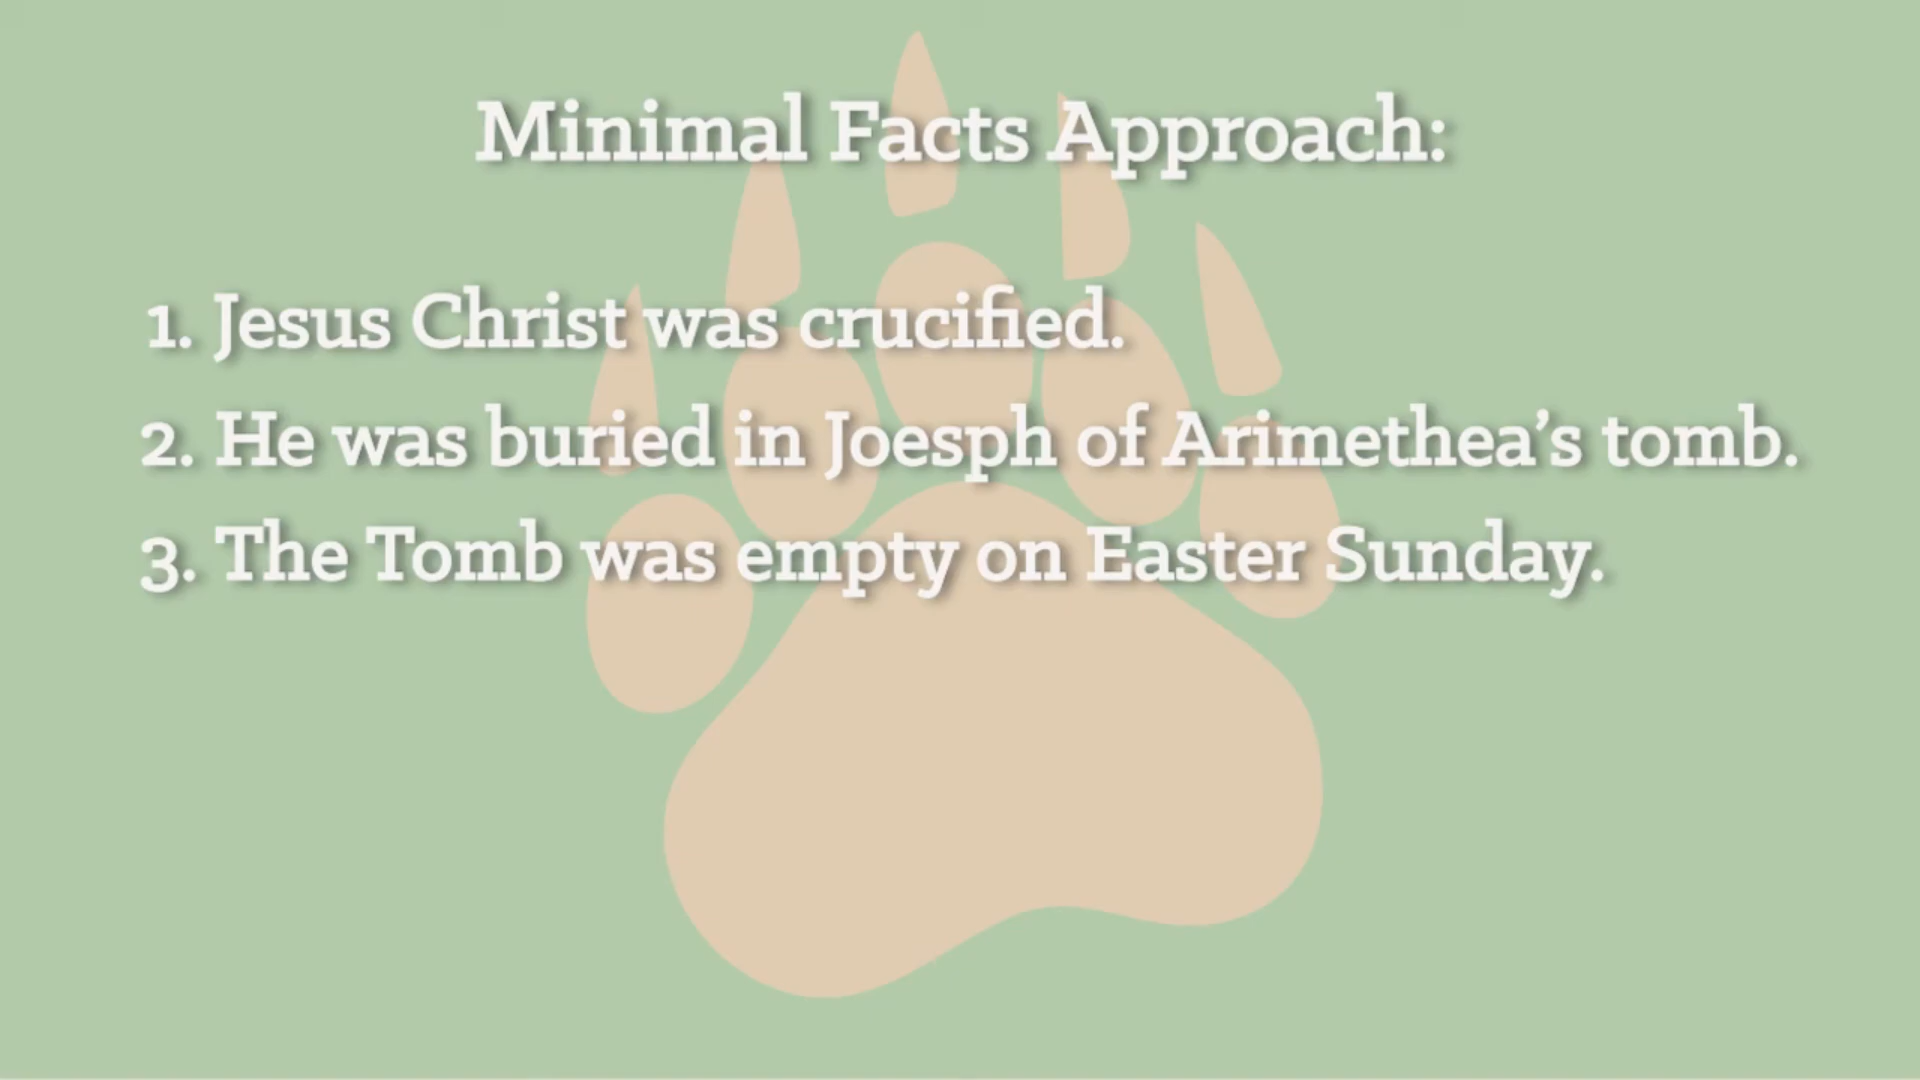 Minimal Facts Approach:
1. Jesus Christ was crucified.
2. He was buried in Joesph of Arimethea’s tomb.
3. The Tomb was empty on Easter Sunday.